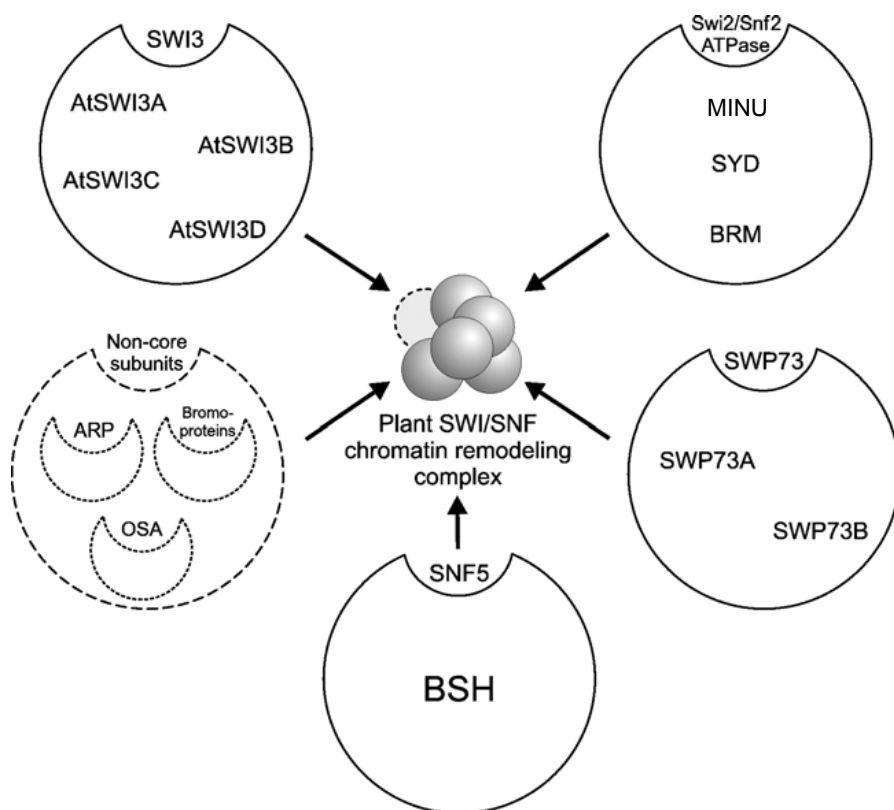 SWI3
AtSWI3A
AtSWI3B
AtSWI3C
AtSWI3D
Swi2/Snf2
ATPase
MINU
SYD
BRM
Non-core
subunits
ARP
Bromo-
proteins
OSA
Plant SWI/SNF
chromatin remodeling
complex
SWP73
SWP73A
SWP73B
SNF5
BSH